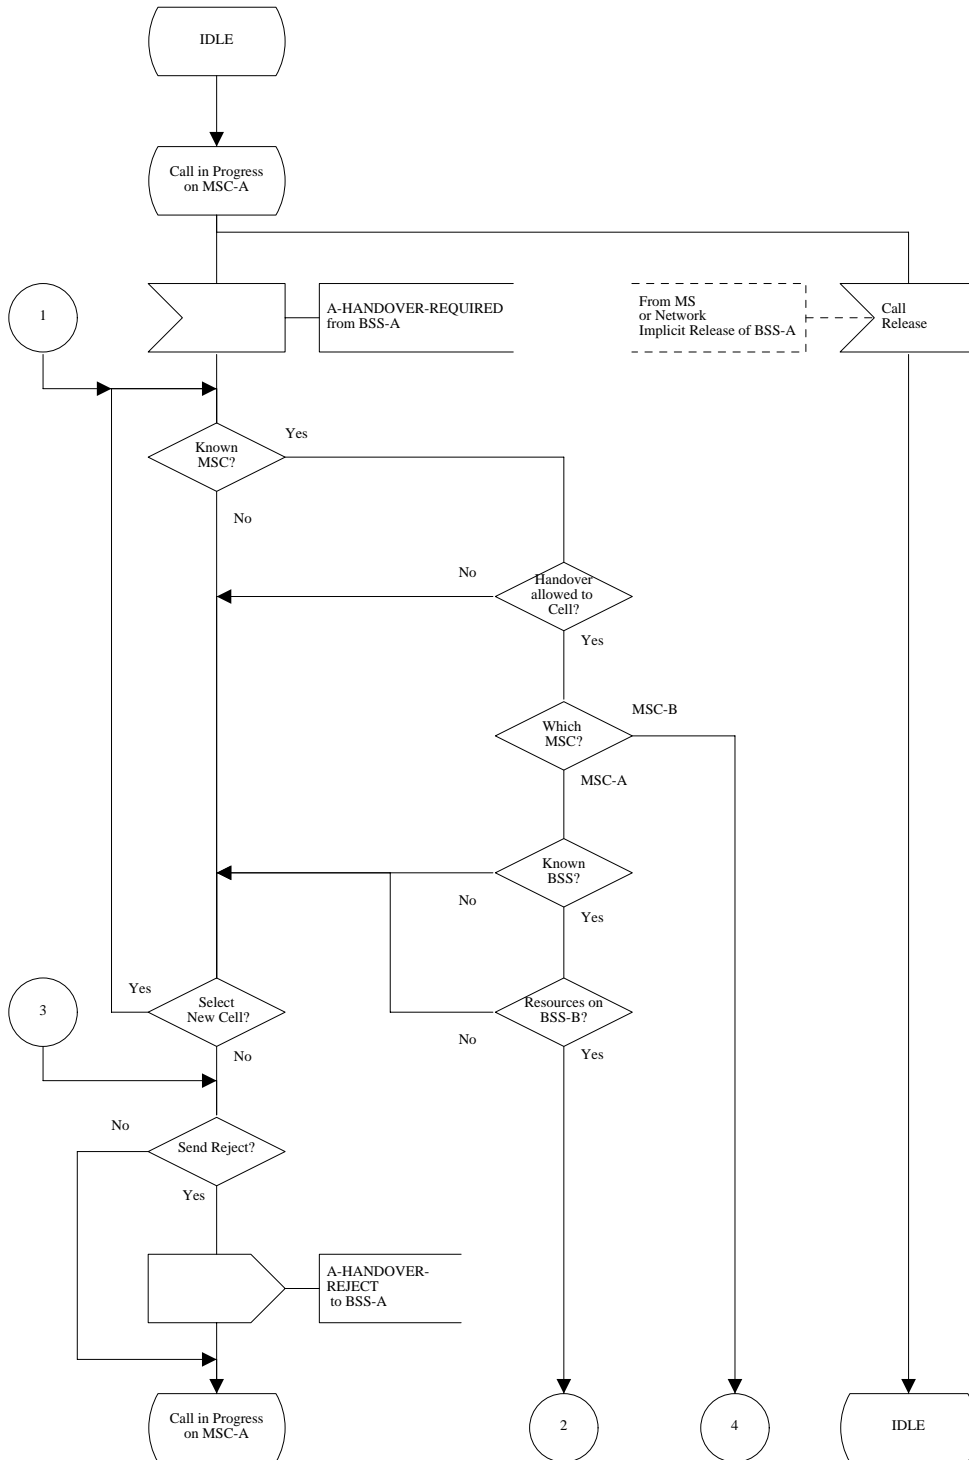 IDLE
Call in Progress
on MSC-A
1
A-HANDOVER-REQUIRED
from BSS-A
From MS
or Network
Implicit Release of BSS-A
Call
Release
Known
MSC?
Yes
No
No
Handover
allowed to
Cell?
Yes
Which
MSC?
MSC-B
MSC-A
Known
BSS?
No
Yes
Yes
3
Select
New Cell?
No
Resources on
BSS-B?
No
Yes
No
Send Reject?
Yes
A-HANDOVER-
REJECT
to BSS-A
Call in Progress
on MSC-A
2
4
IDLE